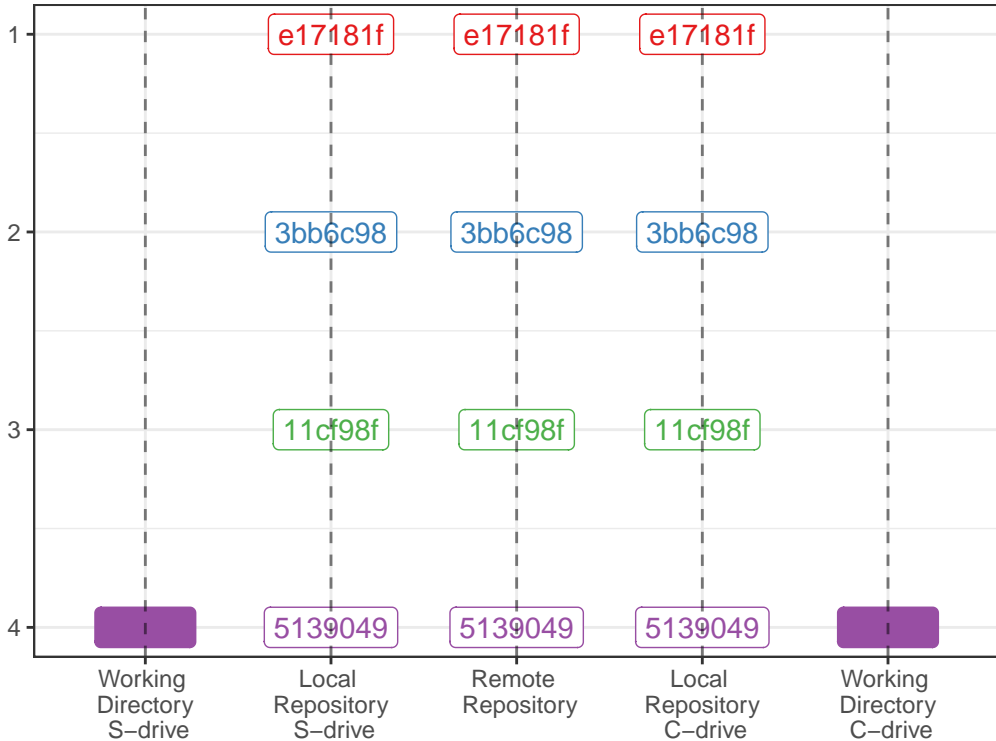 1 e17181f e17181f e17181f
2 3bb6c98 3bb6c98 3bb6c98
3 11cf98f 11cf98f 11cf98f
4 5139049 5139049 5139049
Working
Directory
S−drive
Local
Repository
S−drive
Remote
Repository
Local
Repository
C−drive
Working
Directory
C−drive